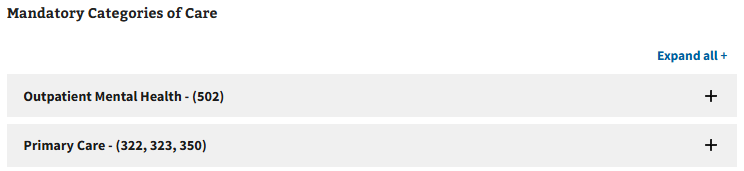 Mandatory Categories of Care
Expand all +
Outpatient Mental Health - (502)
Primary Care - (322, 323, 350)